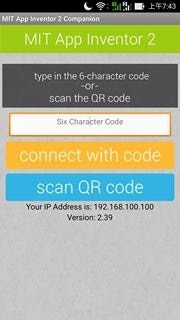 上午7:43
MIT App Inventor 2 Companion
MIT App Inventor 2
type in the 6-character code
-or-
scan the QR code
Six Character Code
connect with code
scan QR code
Your IP Address is: 192.168.100.100
Version: 2.39